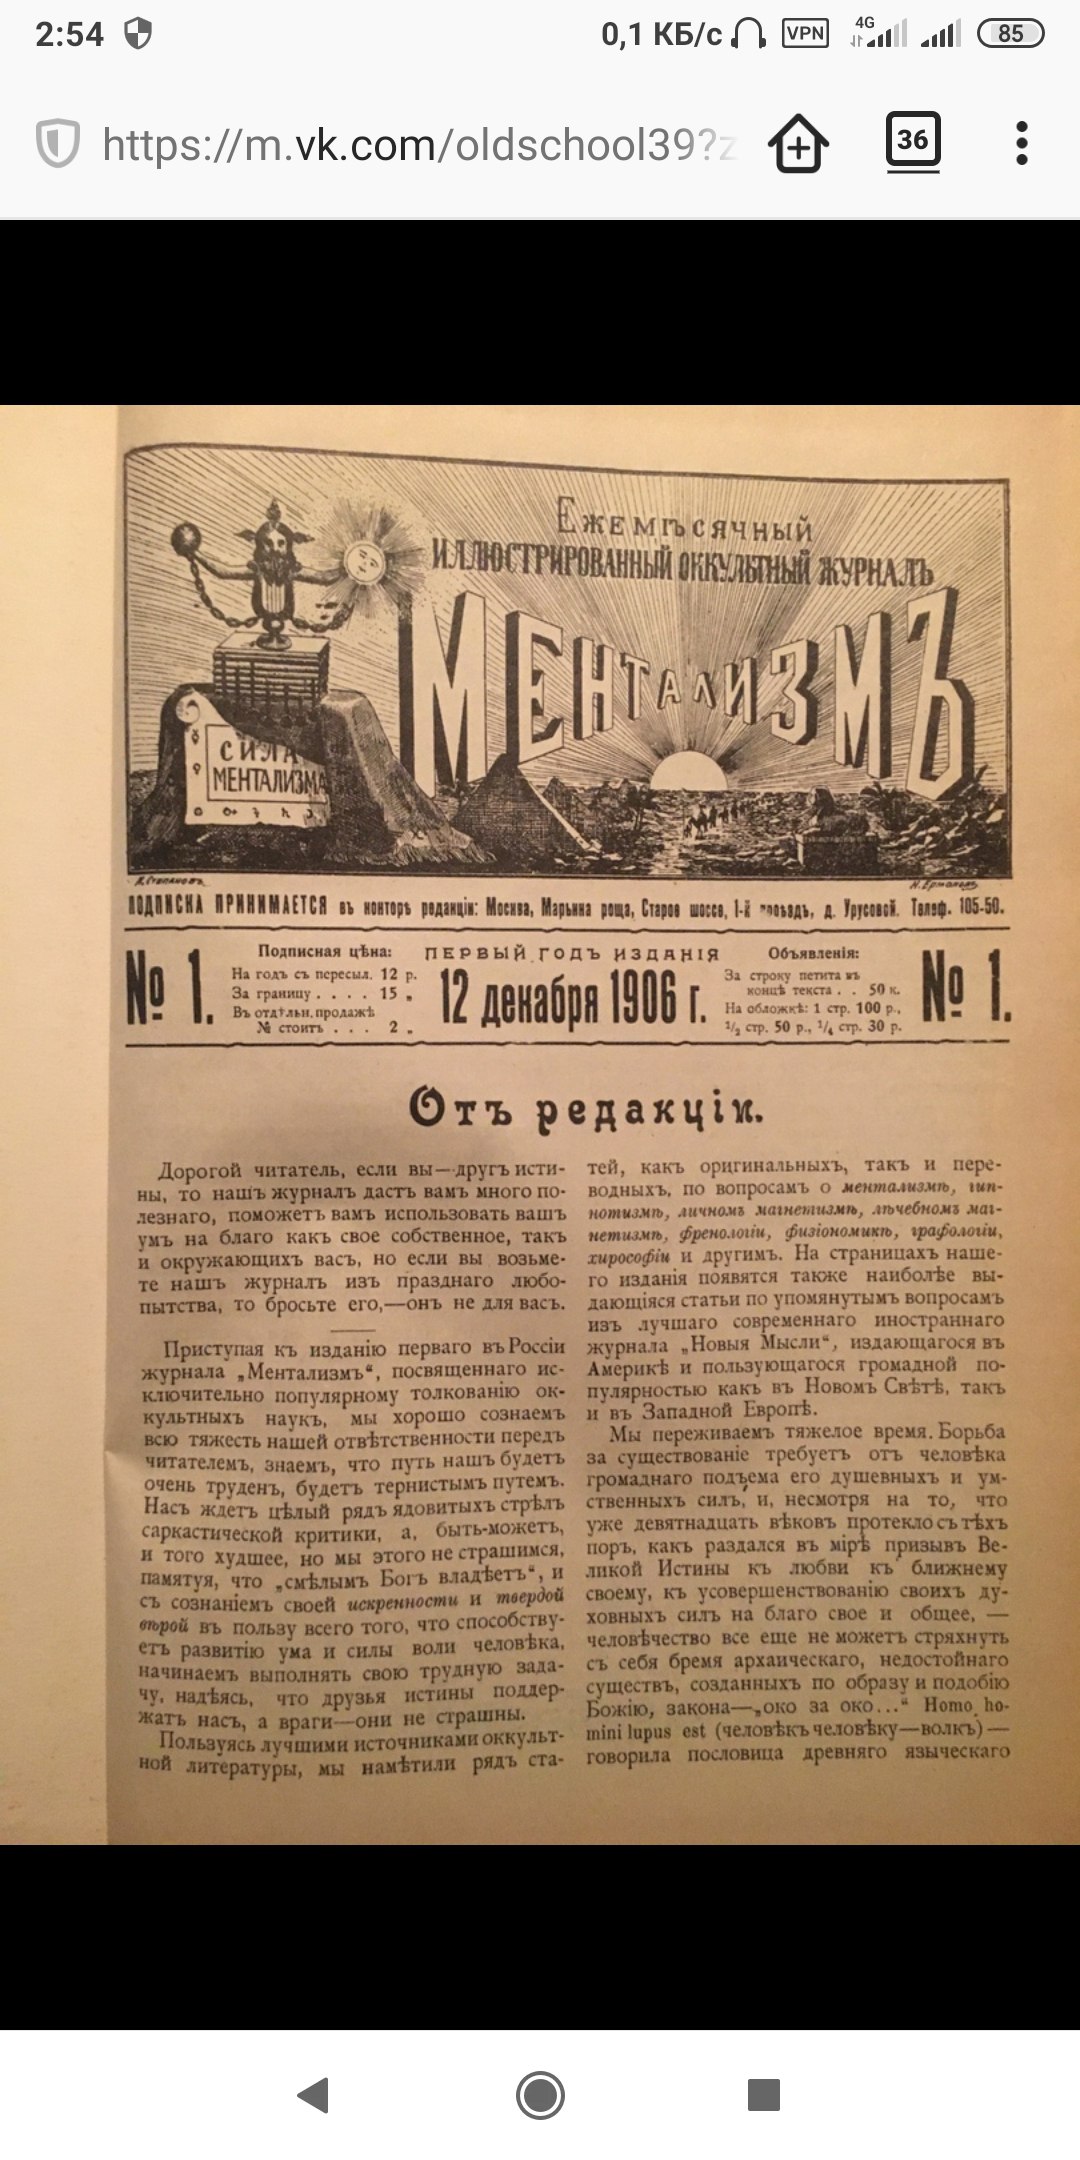 2:54
0,1 КБ/с
VPN
4G
85
https://m.vk.com/oldschool39?z
36
Ежемѣсячный
иллюстрированный оккультный журналъ
Ментализмъ
СИЛА
МЕНТАЛИЗМА
Д. Степановъ
Н. Ермаковъ
ПОДПИСКА ПРИНИМАЕТСЯ въ конторѣ редакціи: Москва, Марьина роща, Старое шоссе, 1-й проѣздъ, д. Урусовой. Телеф. 105-50.
№ 1.
Подписная цѣна:
На годъ съ пересыл. 12 р.
За границу . . . . 15 „
Въ отдѣльн. продажѣ
№ стоитъ . . . 2 „
ПЕРВЫЙ ГОДЪ ИЗДАНІЯ
12 декабря 1906 г.
Объявленія:
За строку петита въ
концѣ текста . . 50 к.
На обложкѣ: 1 стр. 100 р.,
½ стр. 50 р., ¼ стр. 30 р.
№ 1.
Отъ редакціи.
Дорогой читатель, если вы—другъ исти-
ны, то нашъ журналъ дастъ вамъ много по-
лезнаго, поможетъ вамъ использовать вашъ
умъ на благо какъ свое собственное, такъ
и окружающихъ васъ, но если вы возьме-
те нашъ журналъ изъ празднаго любо-
пытства, то бросьте его,—онъ не для васъ.
Приступая къ изданію перваго въ Россіи
журнала „Ментализмъ“, посвященнаго ис-
ключительно популярному толкованію ок-
культныхъ наукъ, мы хорошо сознаемъ
всю тяжесть нашей отвѣтственности передъ
читателемъ, знаемъ, что путь нашъ будетъ
очень труденъ, будетъ тернистымъ путемъ.
Насъ ждетъ цѣлый рядъ ядовитыхъ стрѣлъ
саркастической критики, а, быть-можетъ,
и того худшее, но мы этого не страшимся,
памятуя, что „смѣлымъ Богъ владѣетъ“, и
съ сознаніемъ своей искренности и твердой
вѣрой въ пользу всего того, что способству-
етъ развитію ума и силы воли человѣка,
начинаемъ выполнять свою трудную зада-
чу, надѣясь, что друзья истины поддер-
жатъ насъ, а враги—они не страшны.
Пользуясь лучшими источниками оккульт-
ной литературы, мы намѣтили рядъ ста-
тей, какъ оригинальныхъ, такъ и пере-
водныхъ, по вопросамъ о ментализмѣ, гип-
нотизмѣ, личномъ магнетизмѣ, лѣчебномъ маг-
нетизмѣ, френологіи, физіономикѣ, графологіи,
хирософіи и другимъ. На страницахъ наше-
го изданія появятся также наиболѣе вы-
дающіяся статьи по упомянутымъ вопросамъ
изъ лучшаго современнаго иностраннаго
журнала „Новыя Мысли“, издающагося въ
Америкѣ и пользующагося громадной по-
пулярностью какъ въ Новомъ Свѣтѣ, такъ
и въ Западной Европѣ.
Мы переживаемъ тяжелое время. Борьба
за существованіе требуетъ отъ человѣка
громаднаго подъема его душевныхъ и ум-
ственныхъ силъ, и, несмотря на то, что
уже девятнадцать вѣковъ протекло съ тѣхъ
поръ, какъ раздался въ мірѣ призывъ Ве-
ликой Истины къ любви къ ближнему
своему, къ усовершенствованію своихъ ду-
ховныхъ силъ на благо свое и общее, —
человѣчество все еще не можетъ стряхнуть
съ себя бремя архаическаго, недостойнаго
существъ, созданныхъ по образу и подобію
Божію, закона—„око за око...“ Homo ho-
mini lupus est (человѣкъ человѣку—волкъ)—
говорила пословица древняго языческаго